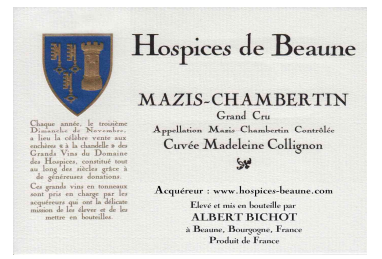 Hospices de Beaune
MAZIS-CHAMBERTIN
Grand Cru
Appellation Mazis Chambertin Contrôlée
Cuvée Madeleine Collignon
Chaque année, le troisième
Dimanche de Novembre,
a lieu la célèbre vente aux
enchères « à la chandelle » des
Grands Vins du Domaine
des Hospices, constitué tout
au long des siècles grâce à
de généreuses donations.
Ces grands vins en tonneaux
sont pris en charge par les
acquéreurs qui ont la délicate
mission de les élever et de les
mettre en bouteilles.
Acquéreur : www.hospices-beaune.com
Elevé et mis en bouteille par
ALBERT BICHOT
à Beaune, Bourgogne, France
Produit de France